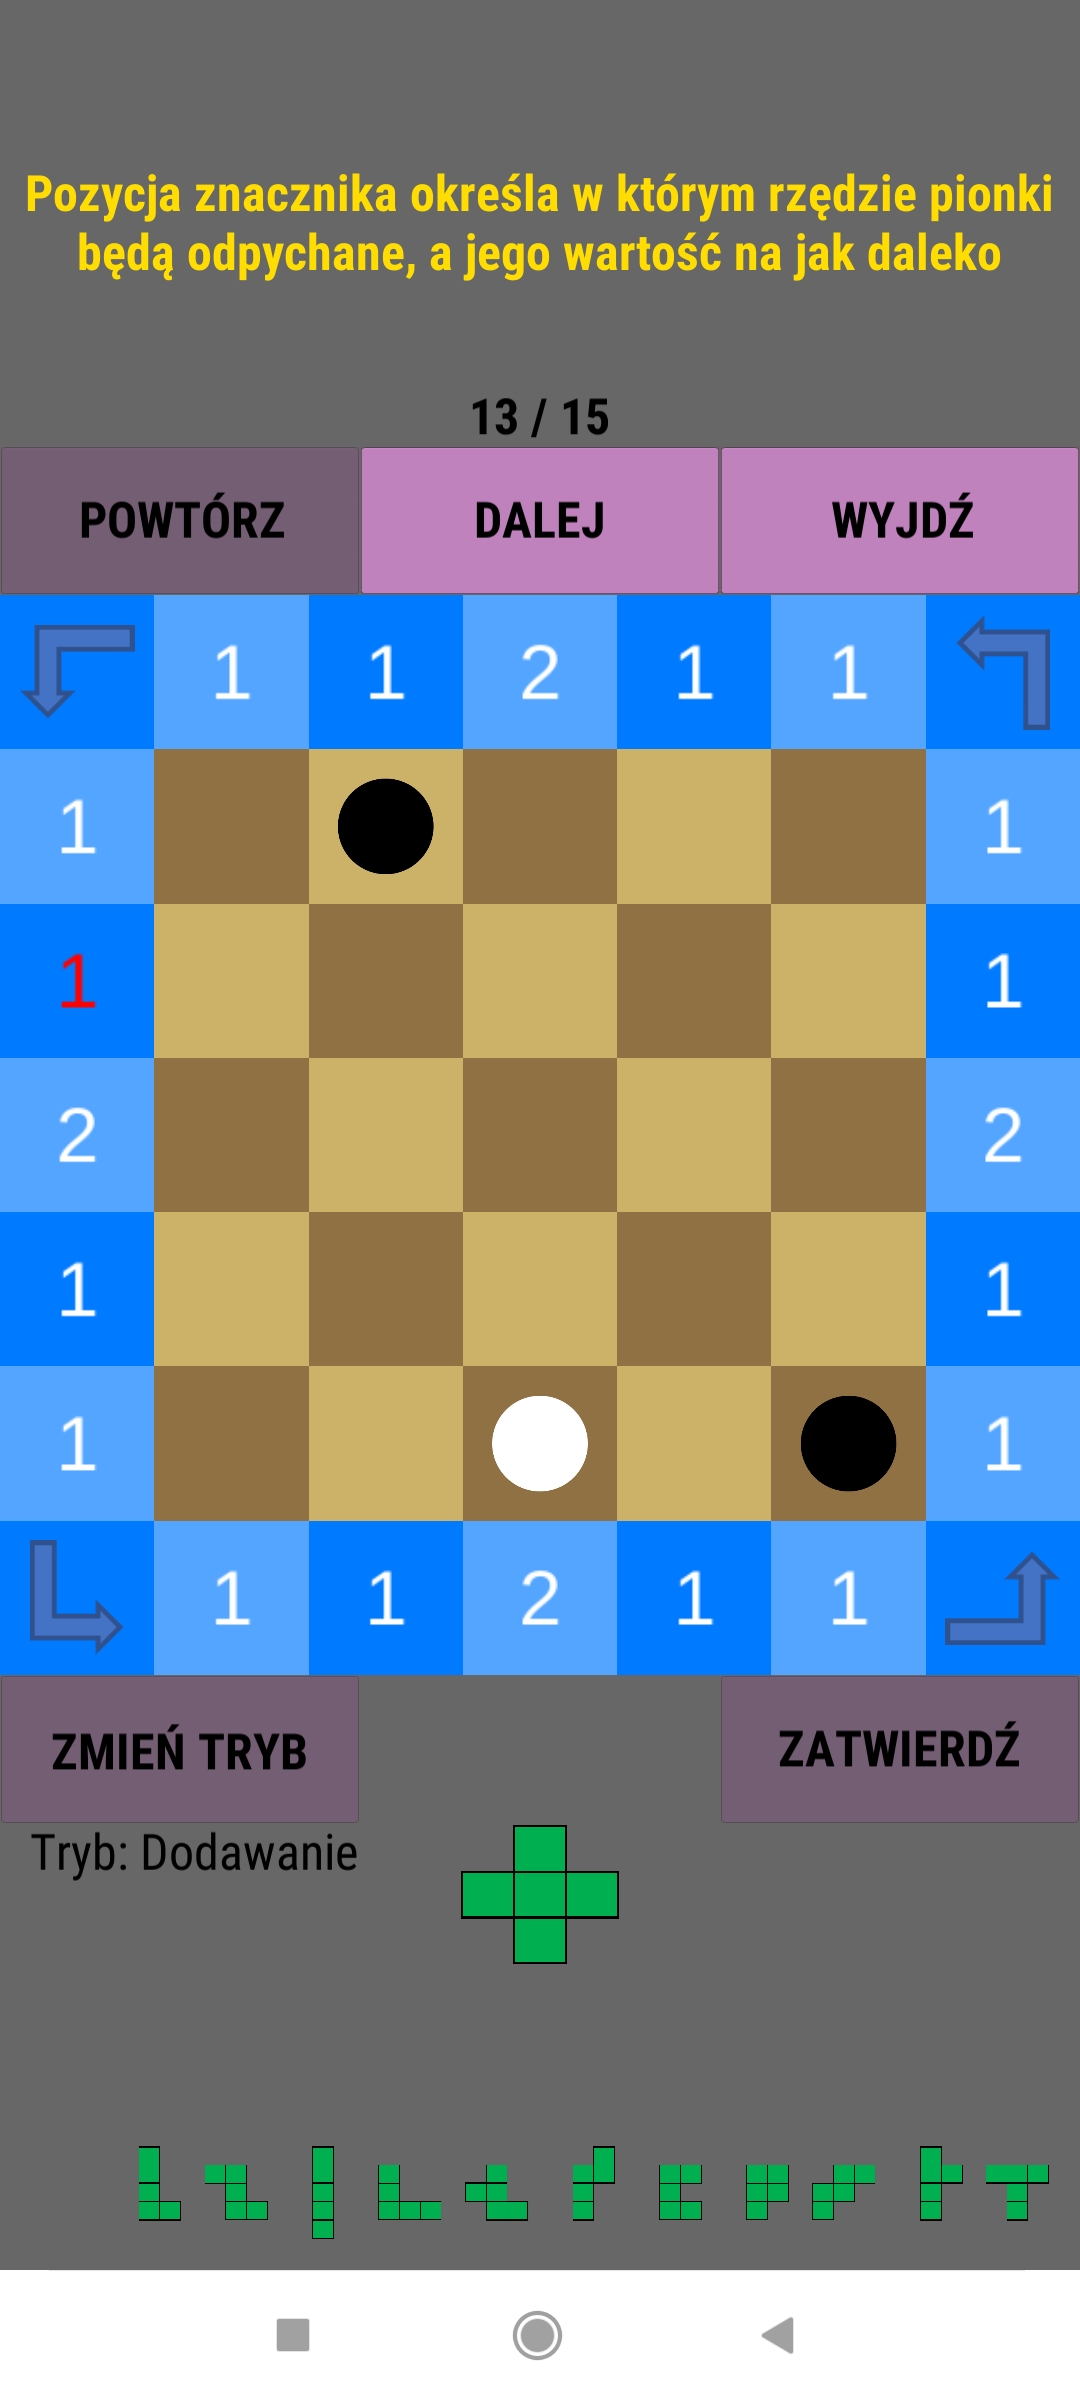 Pozycja znacznika określa w którym rzędzie pionki
będą odpychane, a jego wartość na jak daleko
13 / 15
POWTÓRZ DALEJ WYJDŹ
1 1 2 1 1
1 1
1 1
2 2
1 1
1 1
1 1 2 1 1
ZMIEŃ TRYB ZATWIERDŹ
Tryb: Dodawanie